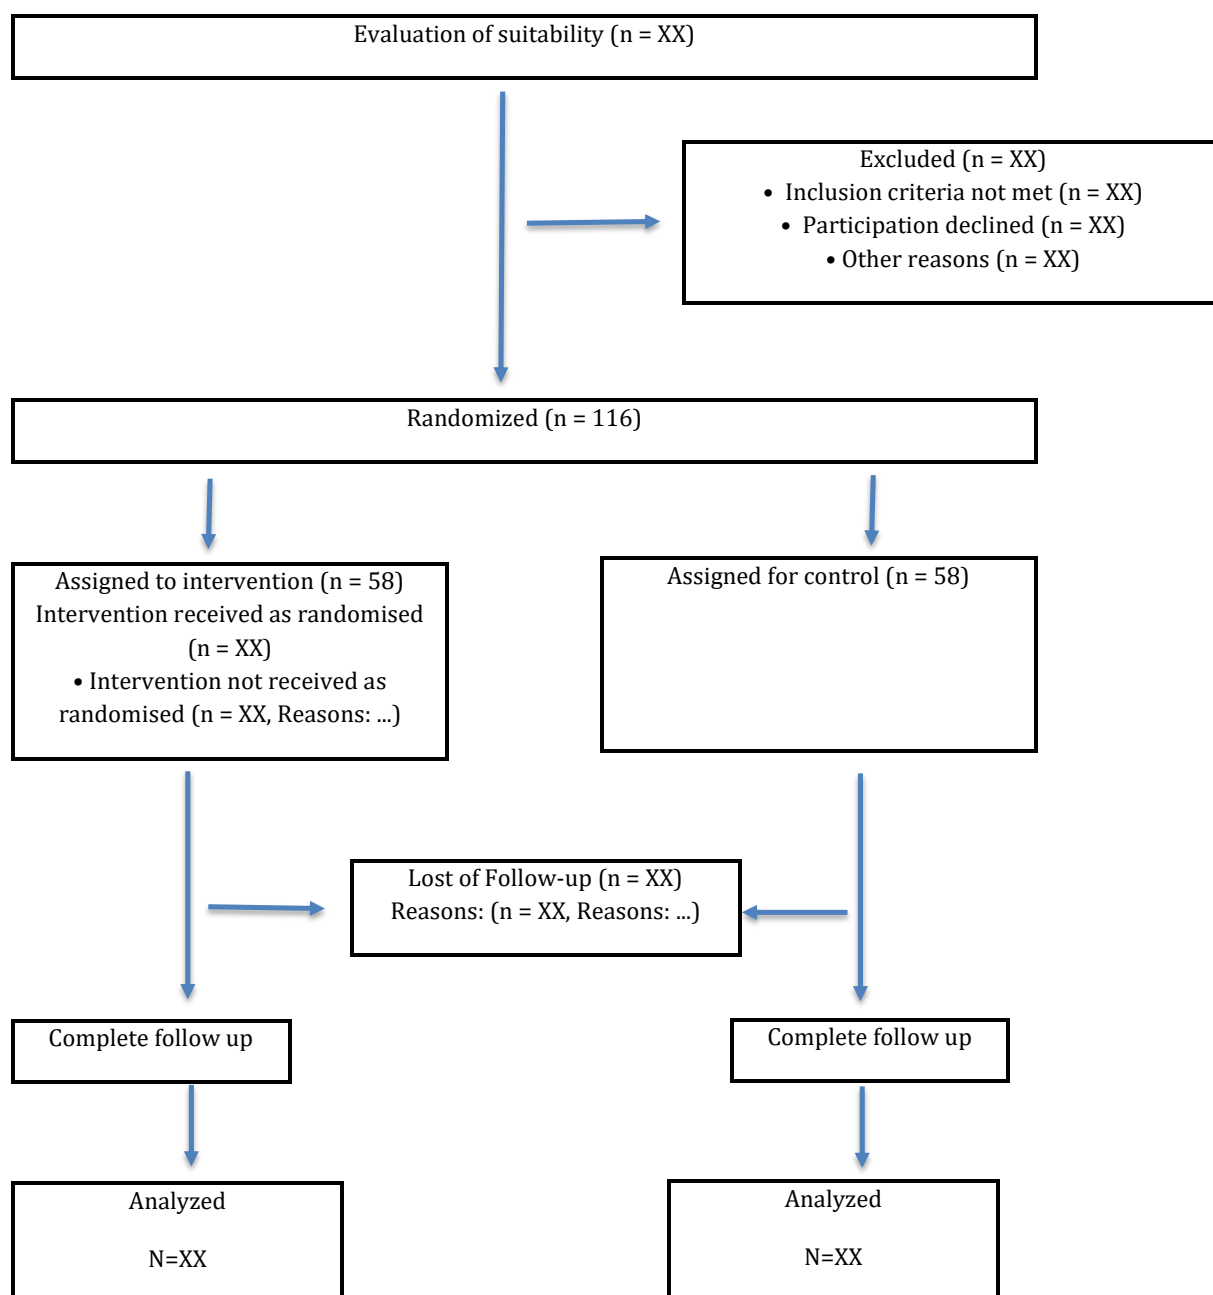 Evaluation of suitability (n = XX)
Excluded (n = XX)
• Inclusion criteria not met (n = XX)
• Participation declined (n = XX)
• Other reasons (n = XX)
Randomized (n = 116)
Assigned to intervention (n = 58)
Intervention received as randomised
(n = XX)
• Intervention not received as
randomised (n = XX, Reasons: ...)
Assigned for control (n = 58)
Lost of Follow-up (n = XX)
Reasons: (n = XX, Reasons: ...)
Complete follow up
Complete follow up
Analyzed
N=XX
Analyzed
N=XX